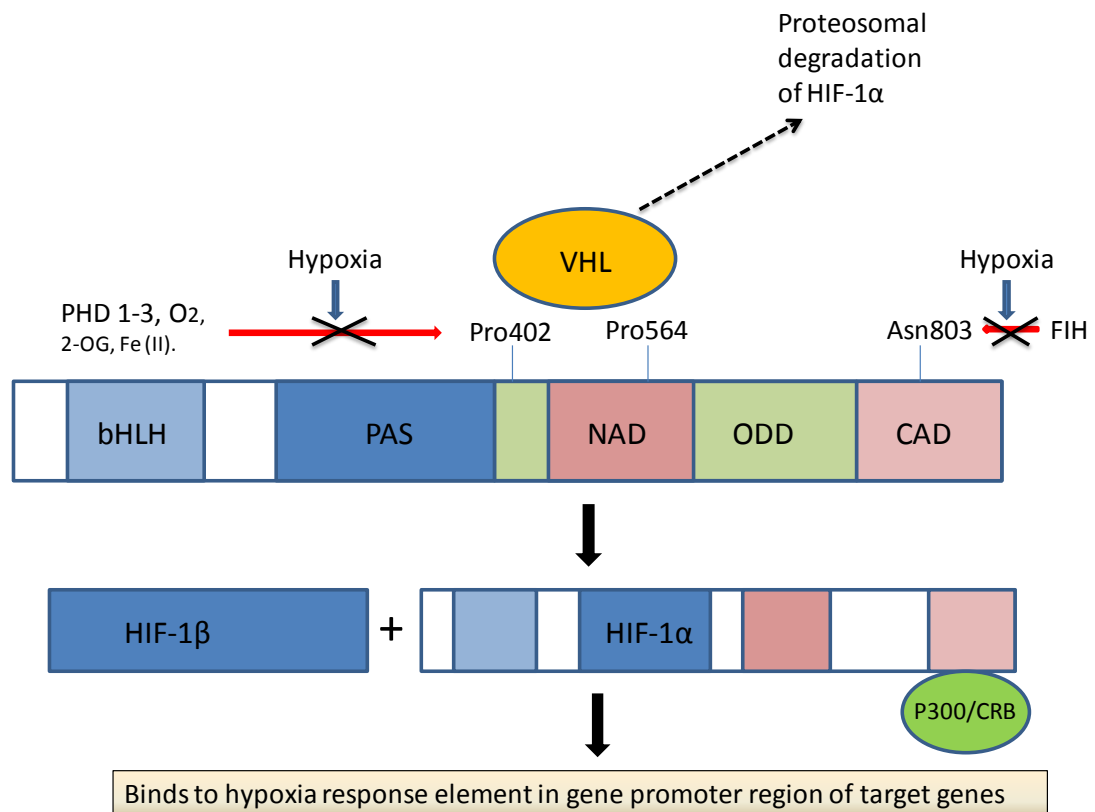 Proteosomal
degradation
of HIF-1α
VHL
Hypoxia
Hypoxia
PHD 1-3, O2,
2-OG, Fe (II).
Pro402
Pro564
Asn803
FIH
bHLH
PAS
NAD
ODD
CAD
HIF-1β
+
HIF-1α
P300/CRB
Binds to hypoxia response element in gene promoter region of target genes